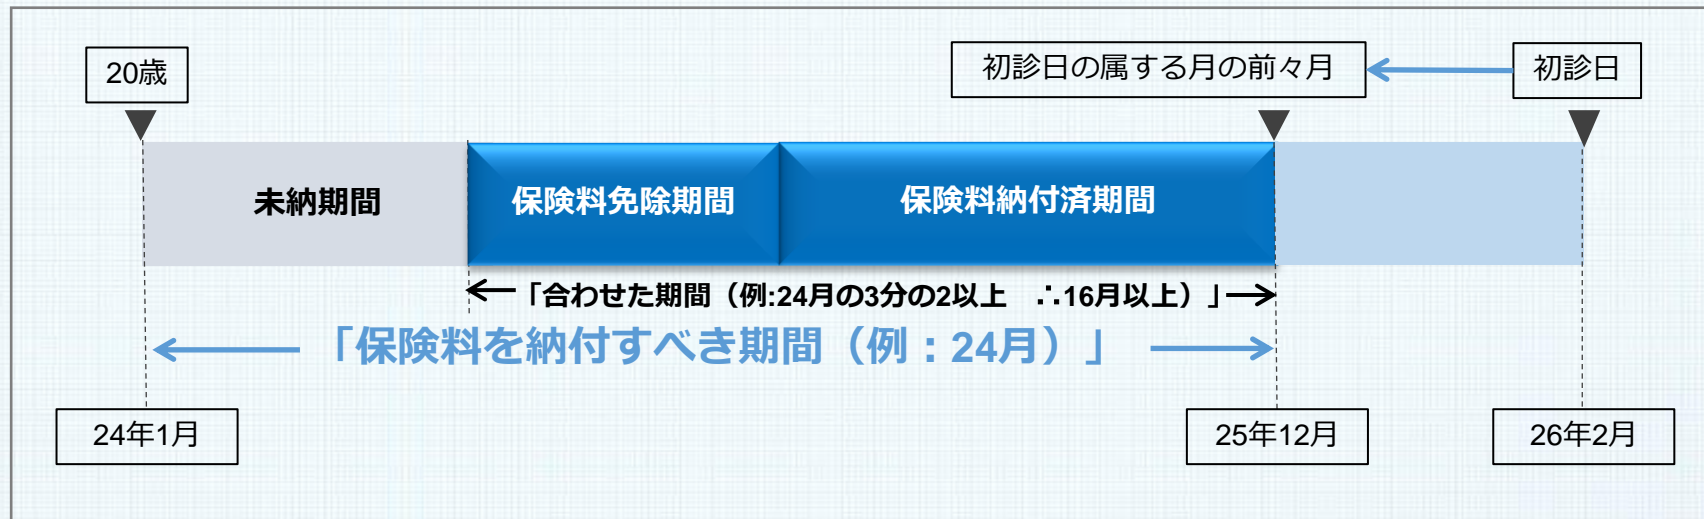 20歳
初診日の属する月の前々月
初診日
未納期間
保険料免除期間
保険料納付済期間
「合わせた期間（例:24月の3分の2以上　∴16月以上）」
「保険料を納付すべき期間（例：24月）」
24年1月
25年12月
26年2月